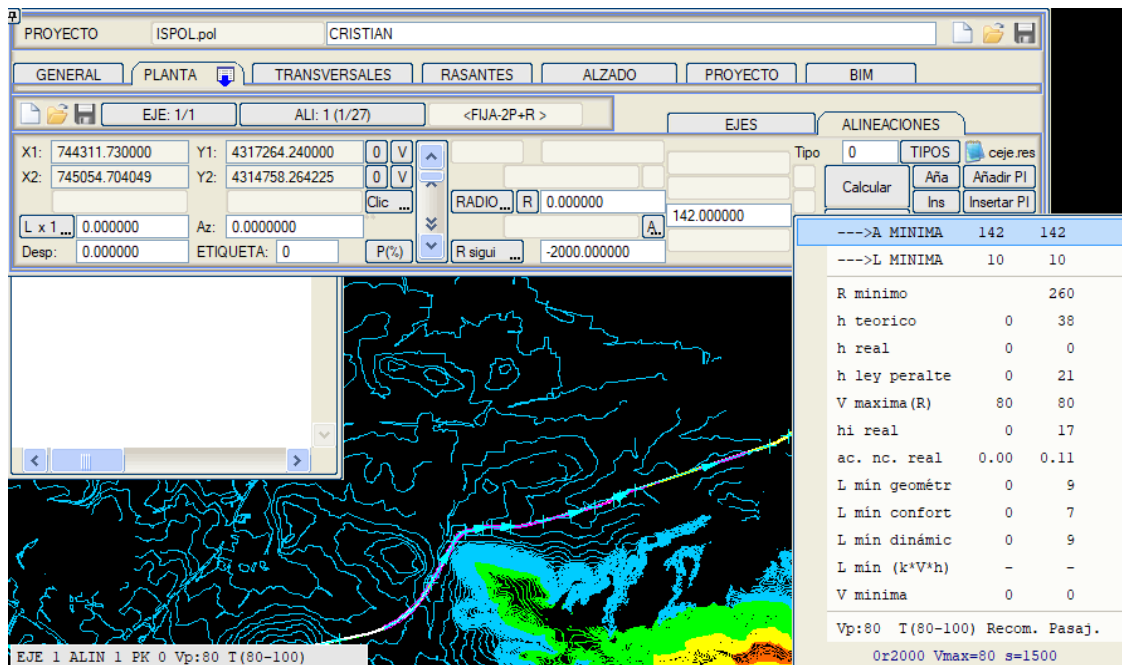 PROYECTO ISPOL.pol CRISTIAN
GENERAL PLANTA TRANSVERSALES RASANTES ALZADO PROYECTO BIM
EJE: 1/1 ALI: 1 (1/27) <FIJA-2P+R >
EJES ALINEACIONES
X1: 744311.730000 Y1: 4317264.240000 0 V Tipo 0 TIPOS ceje.res
X2: 745054.704049 Y2: 4314758.264225 0 V Calcular Aña Añadir PI
Clic ... RADIO... R 0.000000 Ins Insertar PI
L x 1 ... 0.000000 Az: 0.0000000 A.. 142.000000
Desp: 0.000000 ETIQUETA: 0 P(%) R sigui ... -2000.000000
--->A MINIMA 142 142
--->L MINIMA 10 10
R minimo 260
h teorico 0 38
h real 0 0
h ley peralte 0 21
V maxima(R) 80 80
hi real 0 17
ac. nc. real 0.00 0.11
L mín geométr 0 9
L mín confort 0 7
L mín dinámic 0 9
L mín (k*V*h) - -
V minima 0 0
Vp:80 T(80-100) Recom. Pasaj.
0r2000 Vmax=80 s=1500
EJE 1 ALIN 1 PK 0 Vp:80 T(80-100)